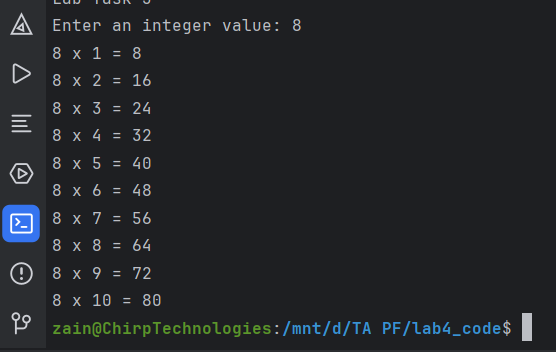 Lab Task 3
Enter an integer value: 8
8 x 1 = 8
8 x 2 = 16
8 x 3 = 24
8 x 4 = 32
8 x 5 = 40
8 x 6 = 48
8 x 7 = 56
8 x 8 = 64
8 x 9 = 72
8 x 10 = 80
zain@ChirpTechnologies:/mnt/d/TA PF/lab4_code$